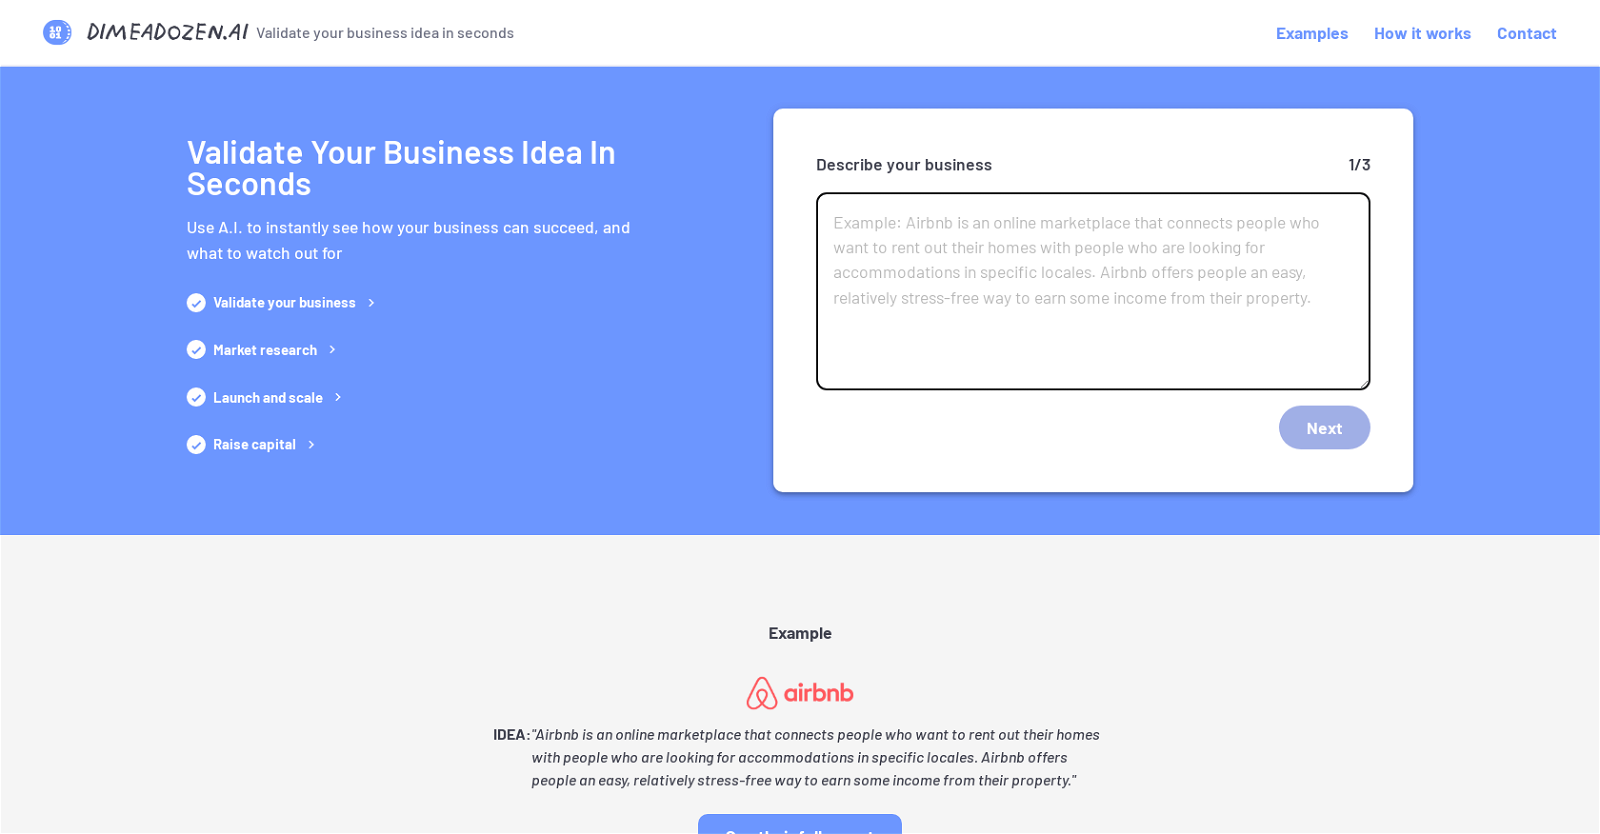 10
01
DIMEADOZEN.AI
Validate your business idea in seconds
Examples
How it works
Contact
Validate Your Business Idea In
Seconds
Use A.I. to instantly see how your business can succeed, and
what to watch out for
Validate your business
Market research
Launch and scale
Raise capital
Describe your business
1/3
Example: Airbnb is an online marketplace that connects people who
want to rent out their homes with people who are looking for
accommodations in specific locales. Airbnb offers people an easy,
relatively stress-free way to earn some income from their property.
Next
Example
airbnb
IDEA: "Airbnb is an online marketplace that connects people who want to rent out their homes
with people who are looking for accommodations in specific locales. Airbnb offers
people an easy, relatively stress-free way to earn some income from their property."